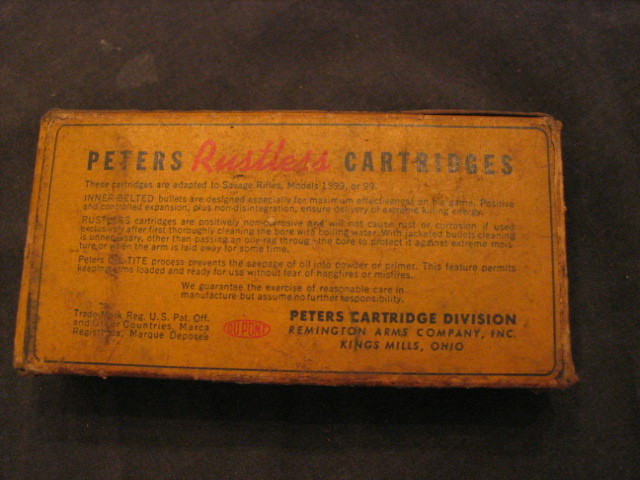 PETERS Rustless CARTRIDGES
These cartridges are adapted to Savage Rifles, Models 1899, or 99.
INNER-BELTED bullets are designed especially for maximum effectiveness on big game. Positive
and controlled expansion, plus non-disintegration, ensure delivery of extreme killing energy.
RUSTLESS cartridges are positively non-corrosive and will not cause rust or corrosion if used
exclusively after first thoroughly cleaning the bore with boiling water. With jacketed bullets cleaning
is unnecessary, other than passing an oily rag through the bore to protect it against extreme mois-
ture, or when the arm is laid away for some time.
Peters OIL-TITE process prevents the seepage of oil into powder or primer. This feature permits
keeping arms loaded and ready for use without fear of hangfires or misfires.
We guarantee the exercise of reasonable care in
manufacture but assume no further responsibility.
Trade Mark Reg. U.S. Pat. Off.
and Other Countries, Marca
Registrada, Marque Deposée
DU PONT
PETERS CARTRIDGE DIVISION
REMINGTON ARMS COMPANY, INC.
KINGS MILLS, OHIO